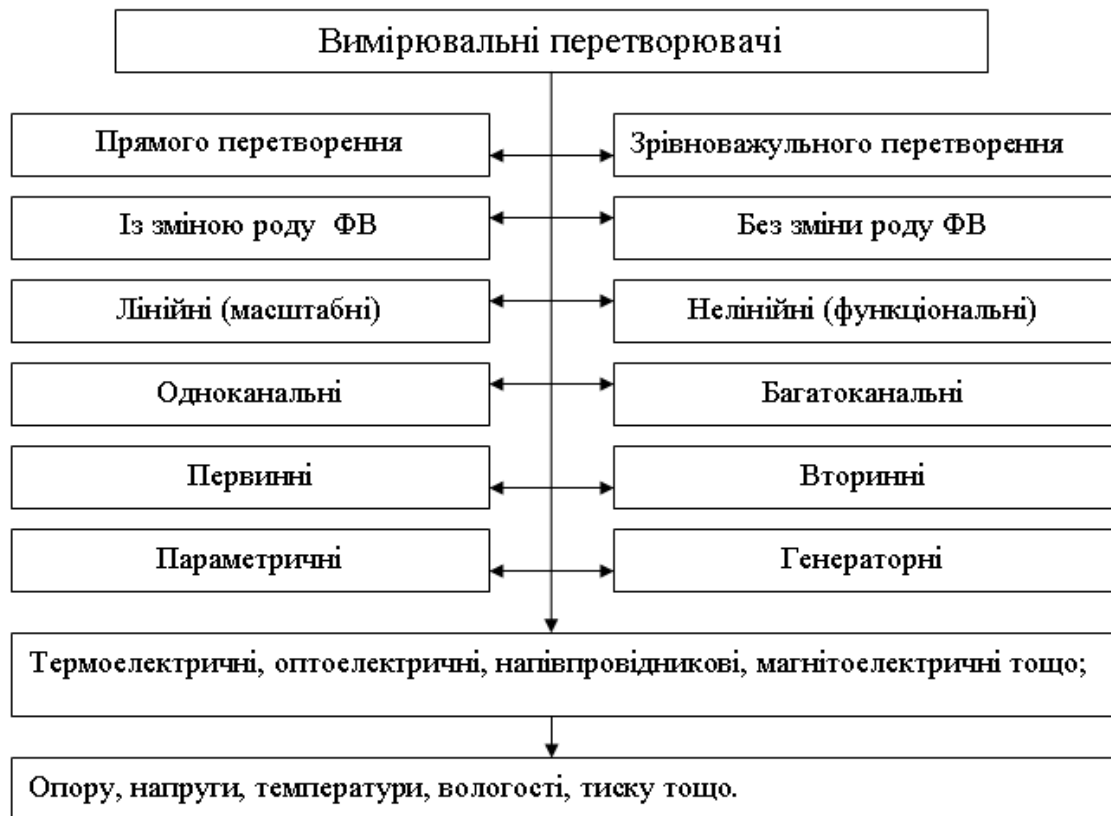 Вимірювальні перетворювачі
Прямого перетворення
Зрівноважульного перетворення
Із зміною роду ФВ
Без зміни роду ФВ
Лінійні (масштабні)
Нелінійні (функціональні)
Одноканальні
Багатоканальні
Первинні
Вторинні
Параметричні
Генераторні
Термоелектричні, оптоелектричні, напівпровідникові, магнітоелектричні тощо;
Опору, напруги, температури, вологості, тиску тощо.